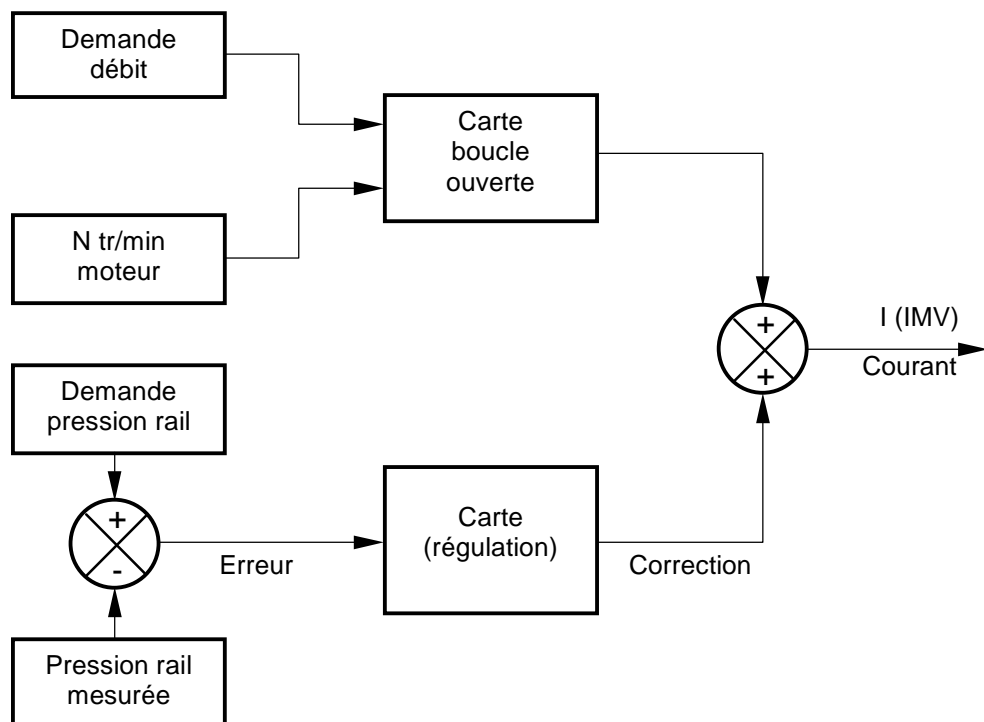 Demande
débit
Carte
boucle
ouverte
N tr/min
moteur
+
+
I (IMV)
Courant
Demande
pression rail
+
-
Erreur
Carte
(régulation)
Correction
Pression rail
mesurée